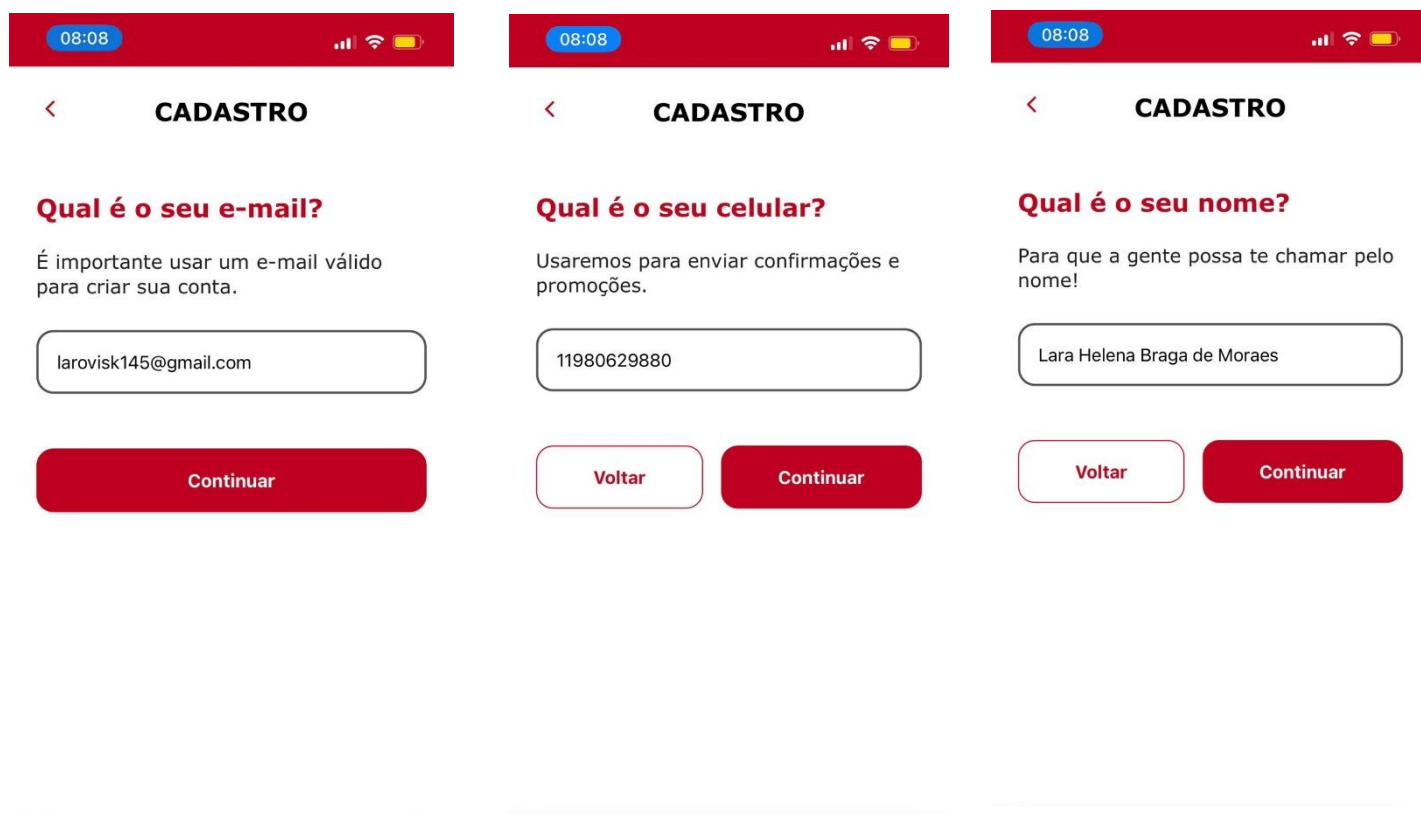 08:08
CADASTRO
Qual é o seu e-mail?
É importante usar um e-mail válido
para criar sua conta.
larovisk145@gmail.com
Continuar
08:08
CADASTRO
Qual é o seu celular?
Usaremos para enviar confirmações e
promoções.
11980629880
Voltar
Continuar
08:08
CADASTRO
Qual é o seu nome?
Para que a gente possa te chamar pelo
nome!
Lara Helena Braga de Moraes
Voltar
Continuar